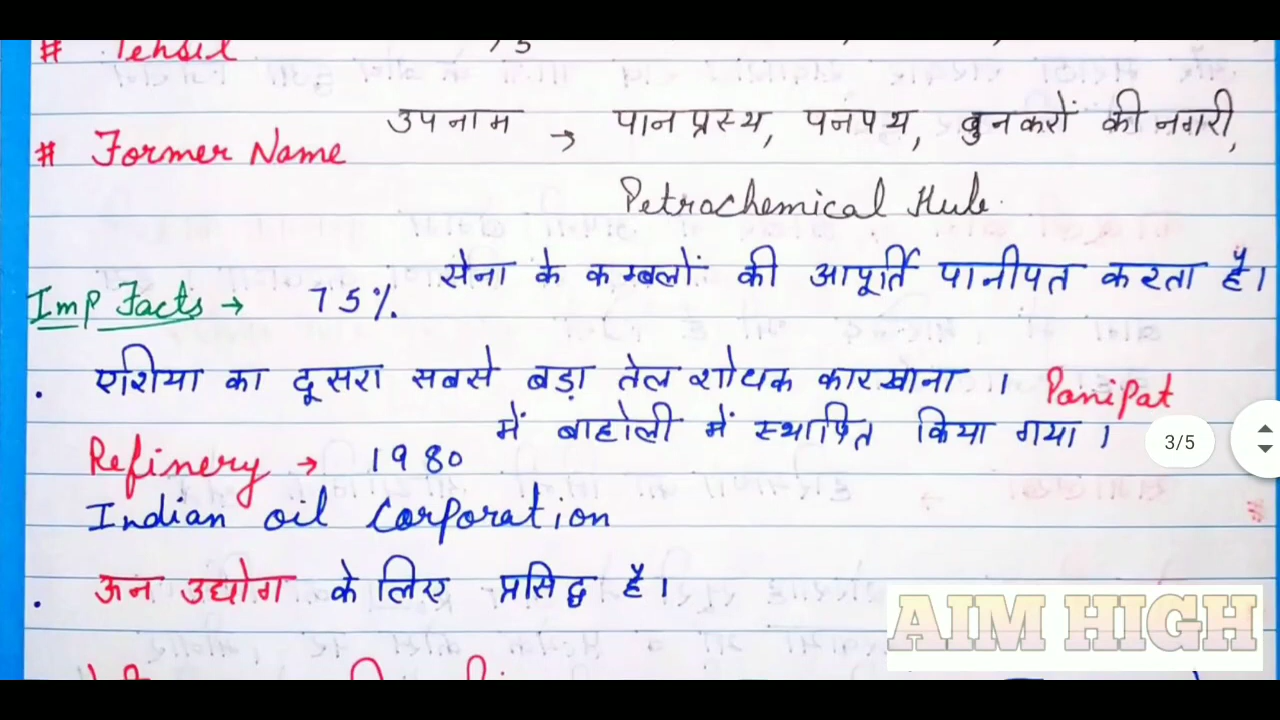 # Tehsil
# Former Name उपनाम → पानप्रस्थ, पनपथ, बुनकरों की नगरी,
Petrochemical Hub.
Imp Facts → 75% सेना के कम्बलों की आपूर्ति पानीपत करता है।
. एशिया का दूसरा सबसे बड़ा तेल शोधक कारखाना । Panipat
Refinery → 1980 में बाहोली में स्थापित किया गया ।
3/5
Indian oil Corporation
. ऊन उद्योग के लिए प्रसिद्ध है।
AIM HIGH